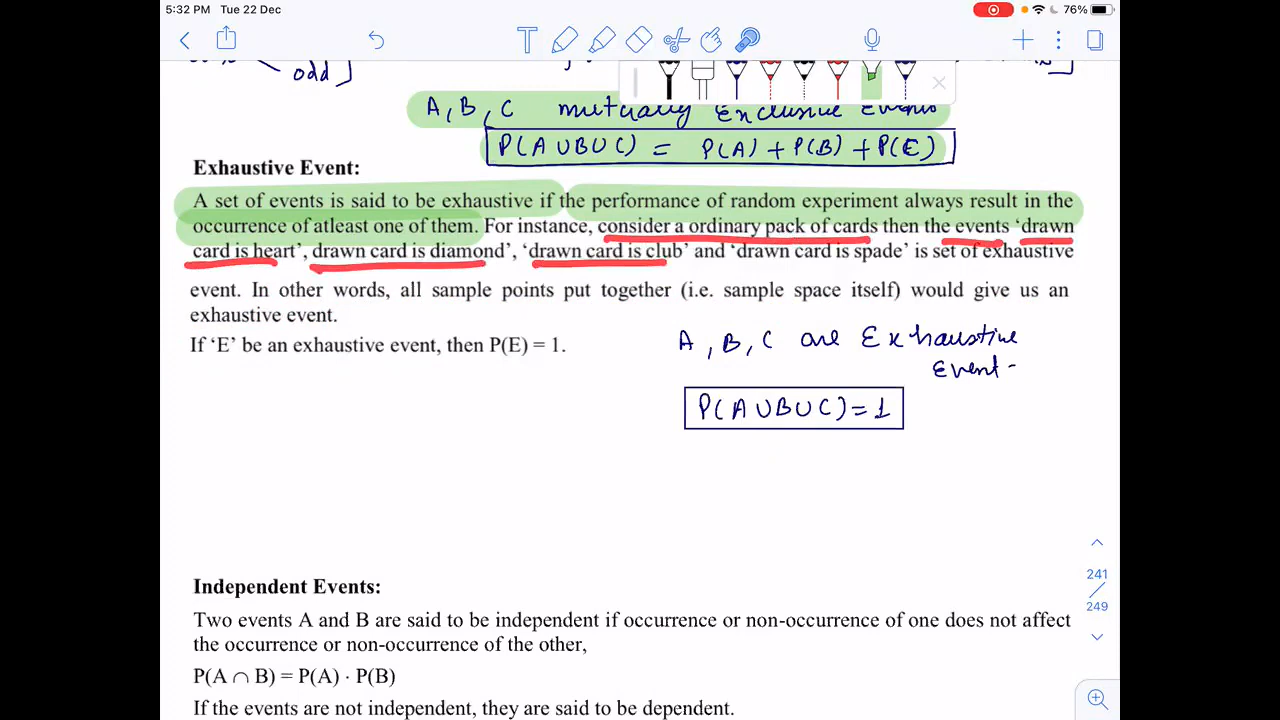 5:32 PM Tue 22 Dec
76%
odd
A, B, C mutually Exclusive Events
P(A∪B∪C) = P(A) + P(B) + P(E)
Exhaustive Event:
A set of events is said to be exhaustive if the performance of random experiment always result in the
occurrence of atleast one of them. For instance, consider a ordinary pack of cards then the events ‘drawn
card is heart’, drawn card is diamond’, ‘drawn card is club’ and ‘drawn card is spade’ is set of exhaustive
event. In other words, all sample points put together (i.e. sample space itself) would give us an
exhaustive event.
If ‘E’ be an exhaustive event, then P(E) = 1.
A, B, C are Exhaustive
Event -
P(A∪B∪C) = 1
241
/
249
Independent Events:
Two events A and B are said to be independent if occurrence or non-occurrence of one does not affect
the occurrence or non-occurrence of the other,
P(A ∩ B) = P(A) · P(B)
If the events are not independent, they are said to be dependent.